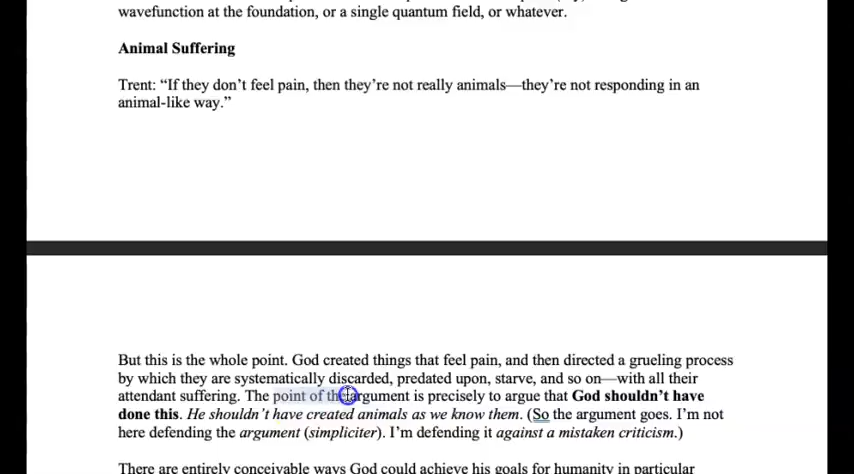 wavefunction at the foundation, or a single quantum field, or whatever.
Animal Suffering
Trent: “If they don’t feel pain, then they’re not really animals—they’re not responding in an
animal-like way.”
But this is the whole point. God created things that feel pain, and then directed a grueling process
by which they are systematically discarded, predated upon, starve, and so on—with all their
attendant suffering. The point of the argument is precisely to argue that God shouldn’t have
done this. He shouldn’t have created animals as we know them. (So the argument goes. I’m not
here defending the argument (simpliciter). I’m defending it against a mistaken criticism.)
There are entirely conceivable ways God could achieve his goals for humanity in particular